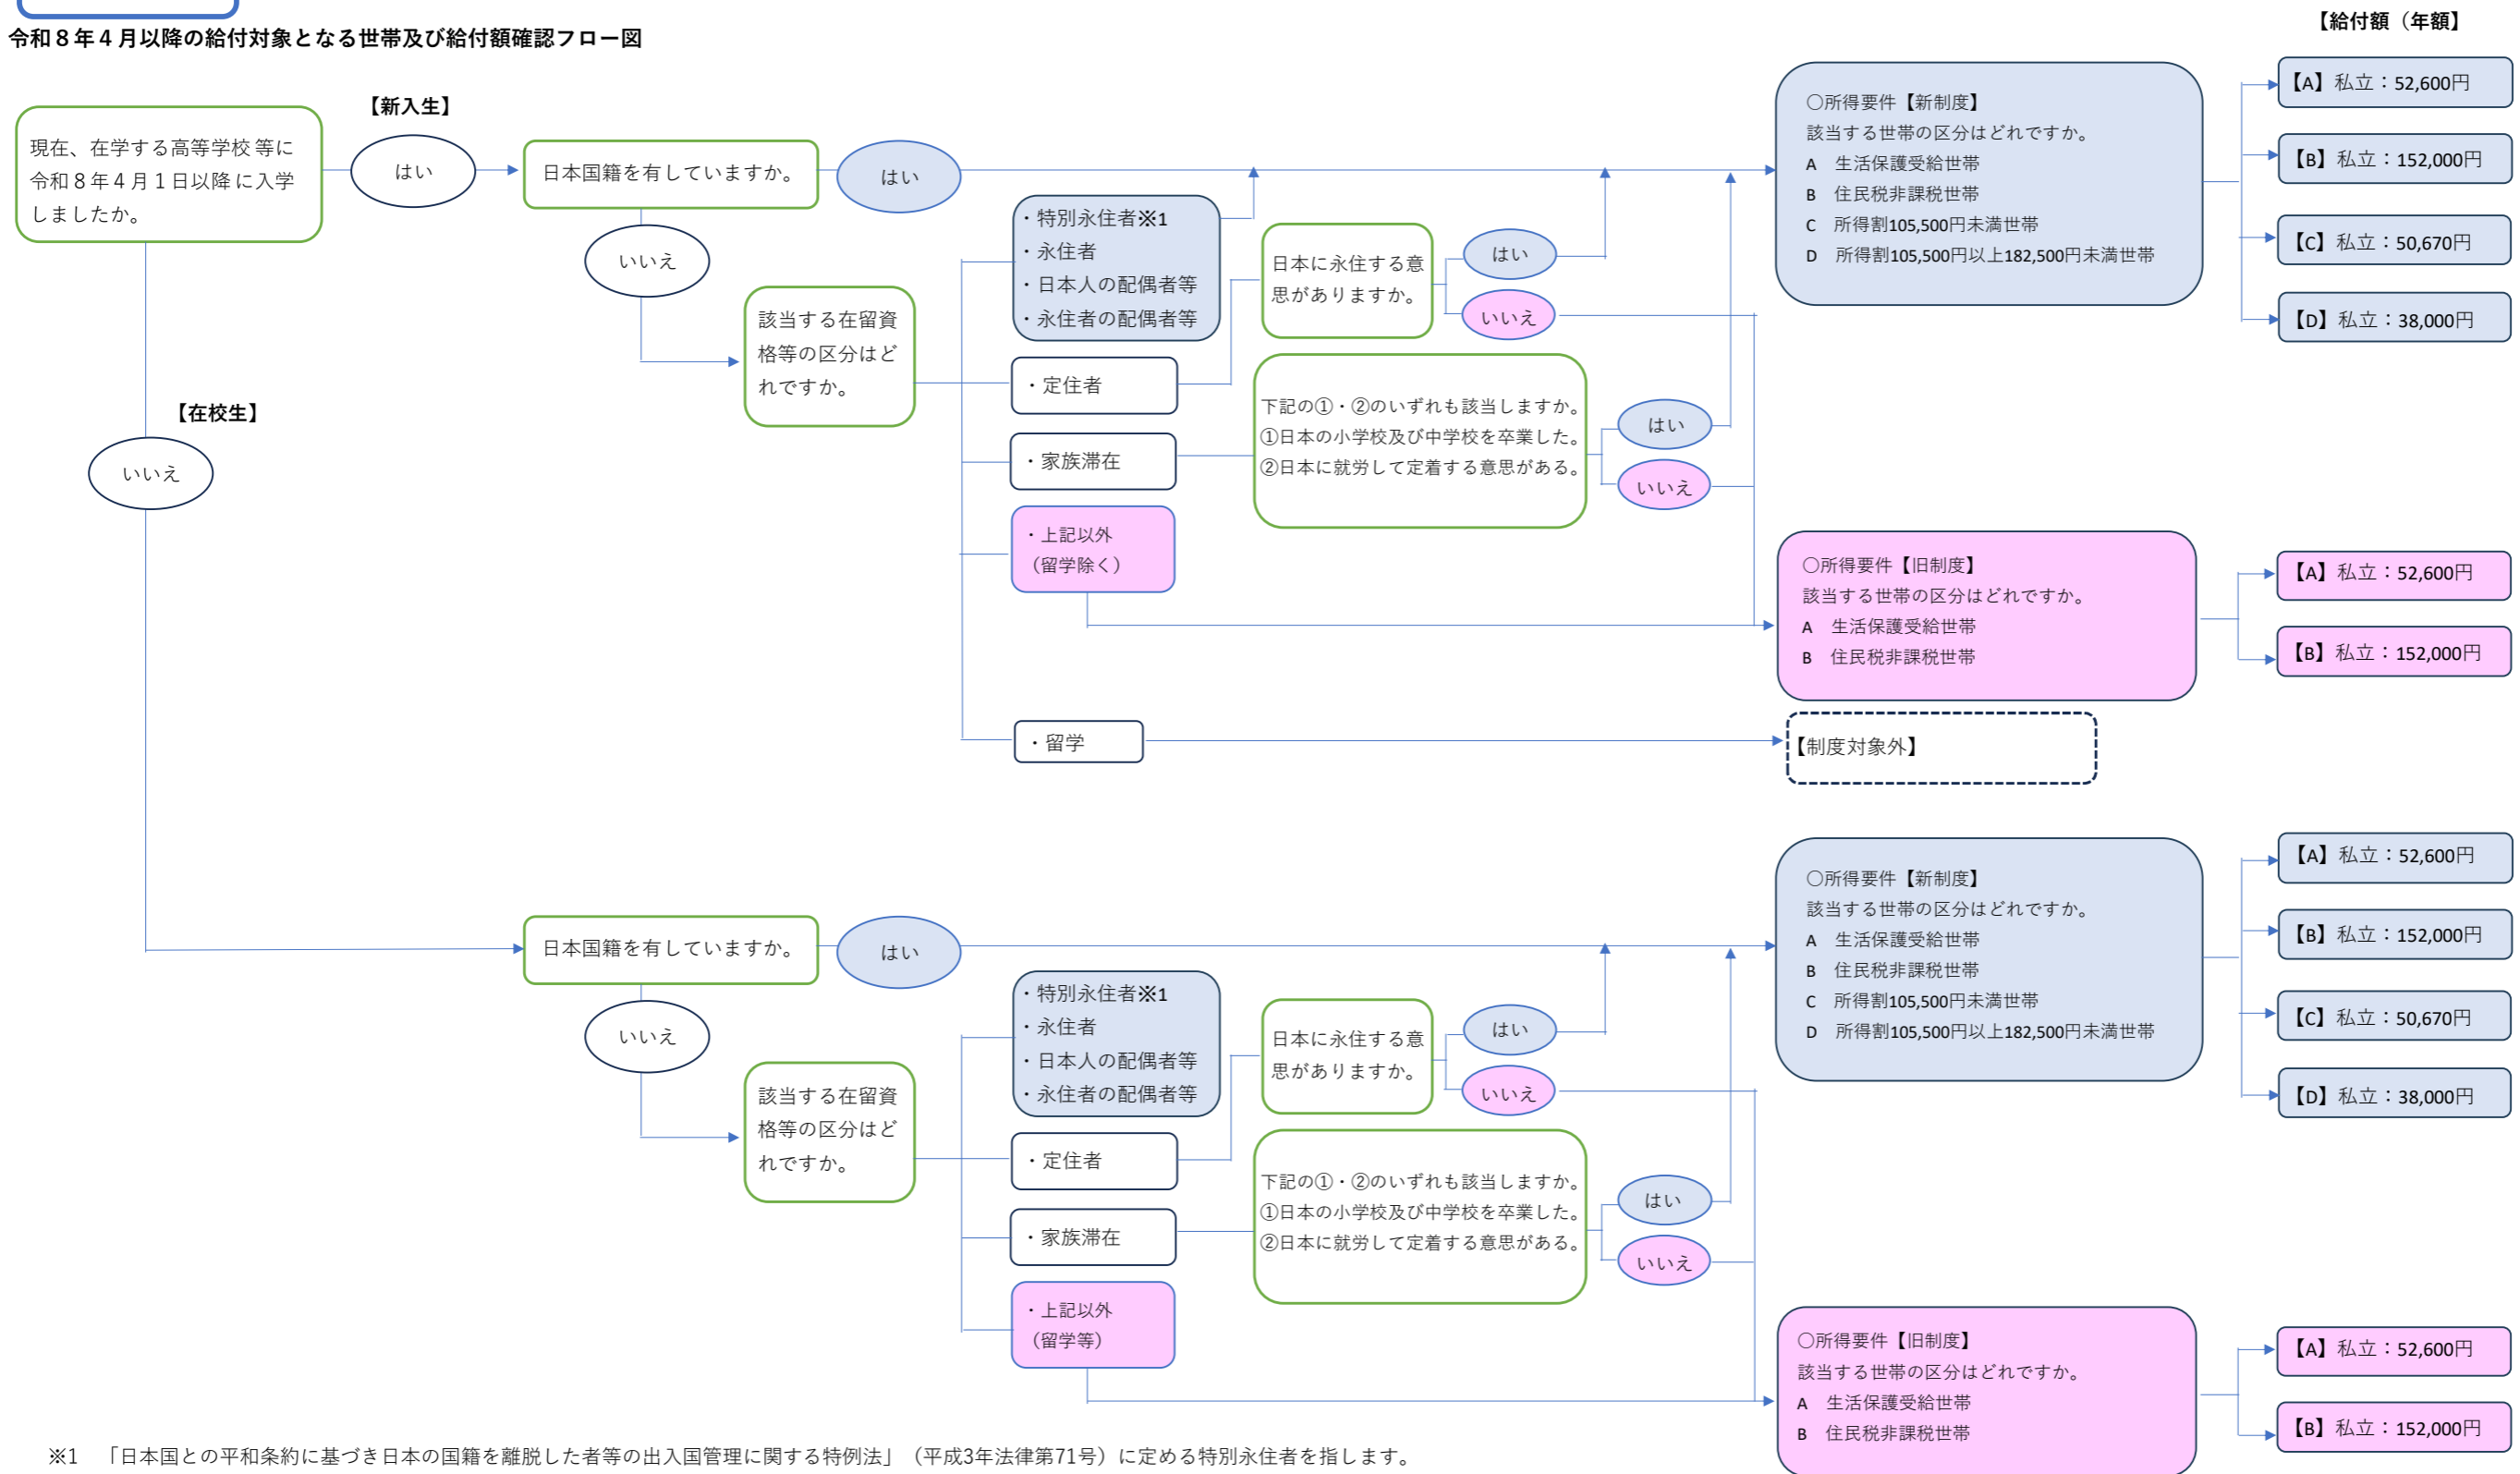 【給付額（年額】
令和８年４月以降の給付対象となる世帯及び給付額確認フロー図
【新入生】
現在、在学する高等学校 等に
令和８年４月１日以降 に入学
しましたか。
はい
日本国籍を有していますか。
はい
いいえ
該当する在留資
格等の区分はど
れですか。
・特別永住者※1
・永住者
・日本人の配偶者等
・永住者の配偶者等
・定住者
・家族滞在
・上記以外
（留学除く）
・留学
日本に永住する意
思がありますか。
はい
いいえ
下記の①・②のいずれも該当しますか。
①日本の小学校及び中学校を卒業した。
②日本に就労して定着する意思がある。
はい
いいえ
○所得要件【新制度】
該当する世帯の区分はどれですか。
A　生活保護受給世帯
B　住民税非課税世帯
C　所得割105,500円未満世帯
D　所得割105,500円以上182,500円未満世帯
【A】私立：52,600円
【B】私立：152,000円
【C】私立：50,670円
【D】私立：38,000円
○所得要件【旧制度】
該当する世帯の区分はどれですか。
A　生活保護受給世帯
B　住民税非課税世帯
【A】私立：52,600円
【B】私立：152,000円
【制度対象外】
【在校生】
いいえ
日本国籍を有していますか。
はい
いいえ
該当する在留資
格等の区分はど
れですか。
・特別永住者※1
・永住者
・日本人の配偶者等
・永住者の配偶者等
・定住者
・家族滞在
・上記以外
（留学等）
日本に永住する意
思がありますか。
はい
いいえ
下記の①・②のいずれも該当しますか。
①日本の小学校及び中学校を卒業した。
②日本に就労して定着する意思がある。
はい
いいえ
○所得要件【新制度】
該当する世帯の区分はどれですか。
A　生活保護受給世帯
B　住民税非課税世帯
C　所得割105,500円未満世帯
D　所得割105,500円以上182,500円未満世帯
【A】私立：52,600円
【B】私立：152,000円
【C】私立：50,670円
【D】私立：38,000円
○所得要件【旧制度】
該当する世帯の区分はどれですか。
A　生活保護受給世帯
B　住民税非課税世帯
【A】私立：52,600円
【B】私立：152,000円
※1　「日本国との平和条約に基づき日本の国籍を離脱した者等の出入国管理に関する特例法」（平成3年法律第71号）に定める特別永住者を指します。